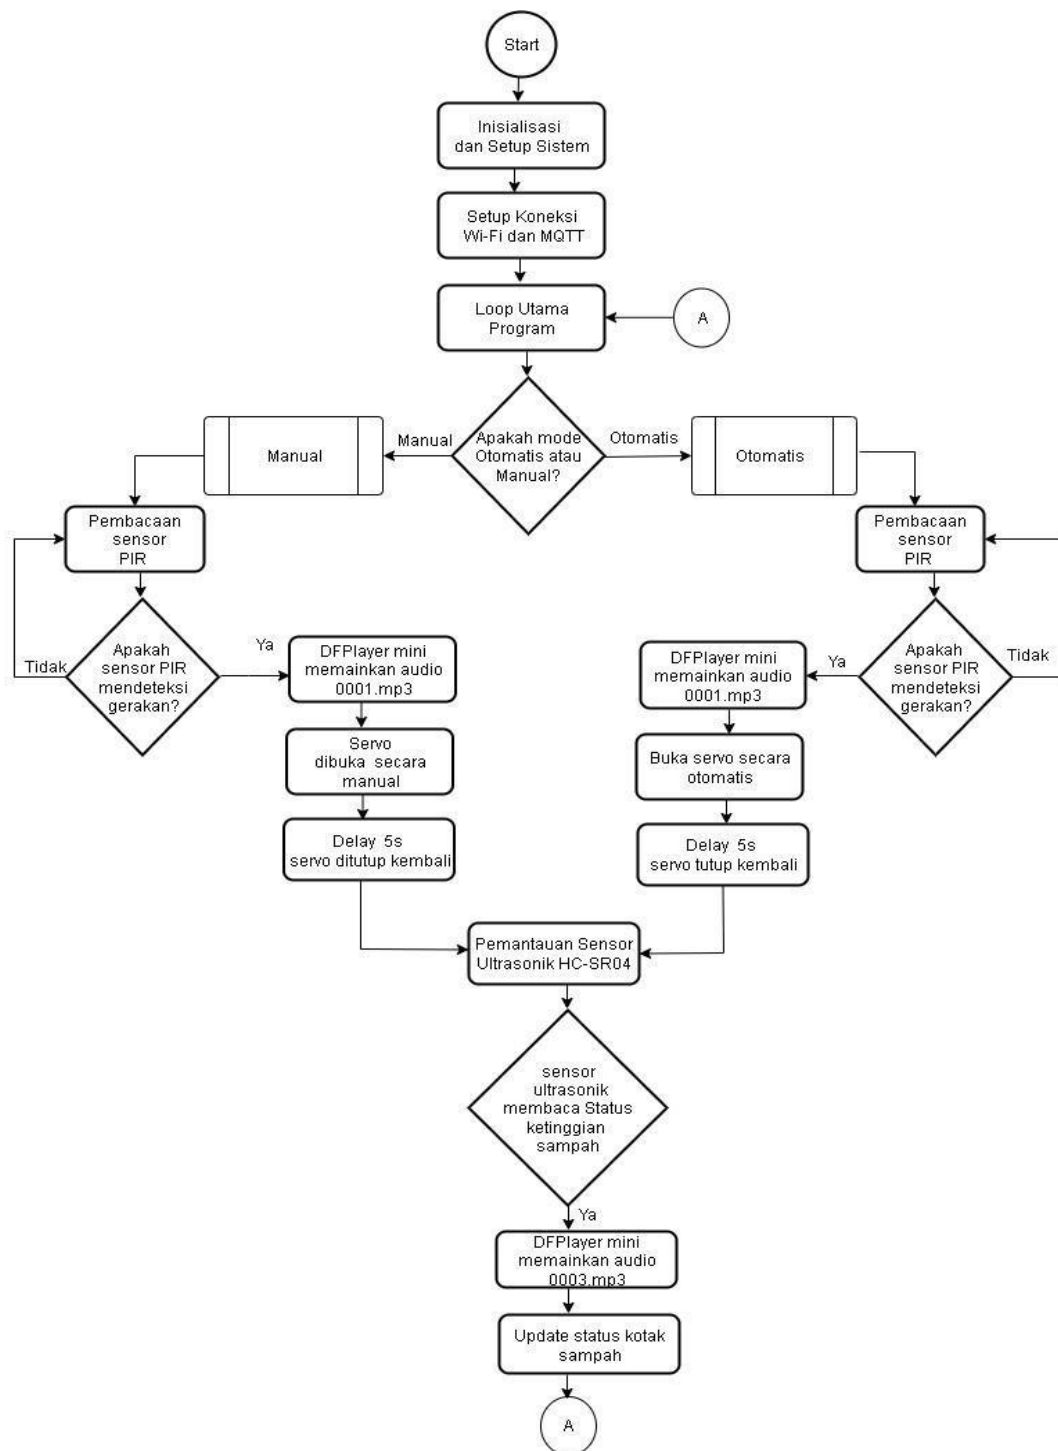 Start
Inisialisasi
dan Setup Sistem
Setup Koneksi
Wi-Fi dan MQTT
Loop Utama
Program
A
Apakah mode
Otomatis atau
Manual?
Manual
Otomatis
Manual
Otomatis
Pembacaan
sensor
PIR
Pembacaan
sensor
PIR
Apakah
sensor PIR
mendeteksi
gerakan?
Tidak
Ya
DFPlayer mini
memainkan audio
0001.mp3
Servo
dibuka secara
manual
Delay 5s
servo ditutup kembali
Apakah
sensor PIR
mendeteksi
gerakan?
Tidak
Ya
DFPlayer mini
memainkan audio
0001.mp3
Buka servo secara
otomatis
Delay 5s
servo tutup kembali
Pemantauan Sensor
Ultrasonik HC-SR04
sensor
ultrasonik
membaca Status
ketinggian
sampah
Ya
DFPlayer mini
memainkan audio
0003.mp3
Update status kotak
sampah
A